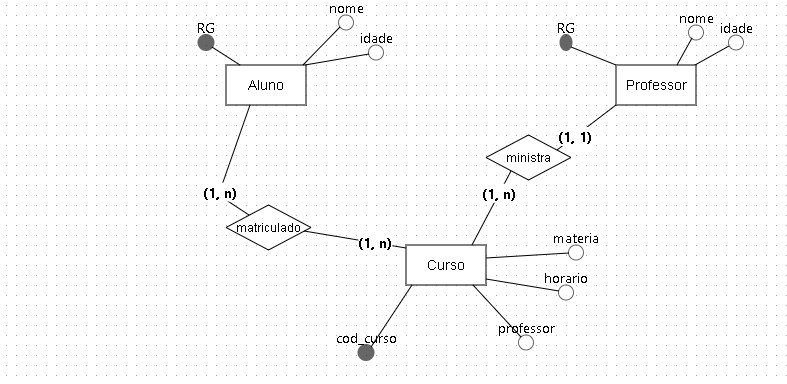 nome
RG
idade
Aluno
nome
RG
idade
Professor
(1, 1)
ministra
(1, n)
(1, n)
matriculado
(1, n)
Curso
materia
horario
professor
cod_curso